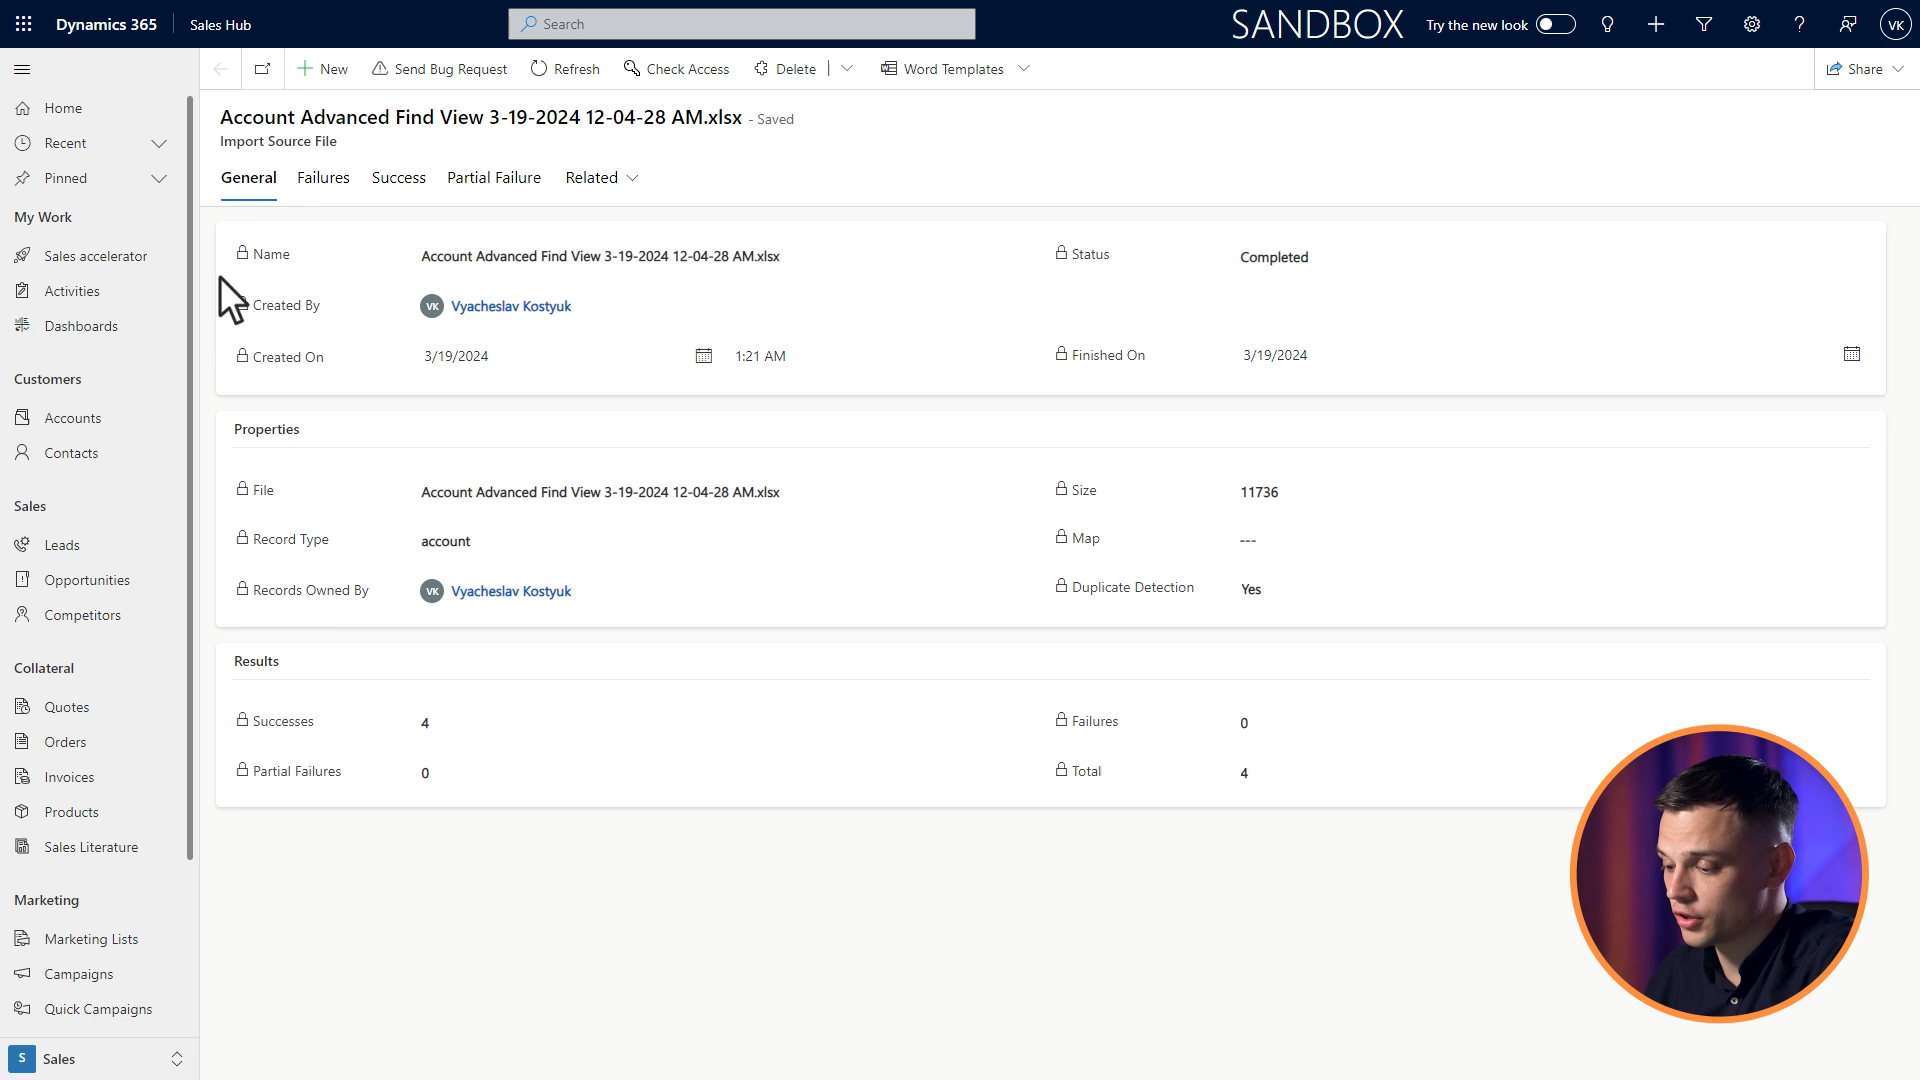 Dynamics 365 Sales Hub Search SANDBOX Try the new look VK
New Send Bug Request Refresh Check Access Delete Word Templates Share
Account Advanced Find View 3-19-2024 12-04-28 AM.xlsx - Saved
Import Source File
General Failures Success Partial Failure Related
Home
Recent
Pinned
My Work
Sales accelerator
Activities
Dashboards
Customers
Accounts
Contacts
Sales
Leads
Opportunities
Competitors
Collateral
Quotes
Orders
Invoices
Products
Sales Literature
Marketing
Marketing Lists
Campaigns
Quick Campaigns
S Sales
Name Account Advanced Find View 3-19-2024 12-04-28 AM.xlsx Status Completed
Created By VK Vyacheslav Kostyuk
Created On 3/19/2024 1:21 AM Finished On 3/19/2024
Properties
File Account Advanced Find View 3-19-2024 12-04-28 AM.xlsx Size 11736
Record Type account Map ---
Records Owned By VK Vyacheslav Kostyuk Duplicate Detection Yes
Results
Successes 4 Failures 0
Partial Failures 0 Total 4